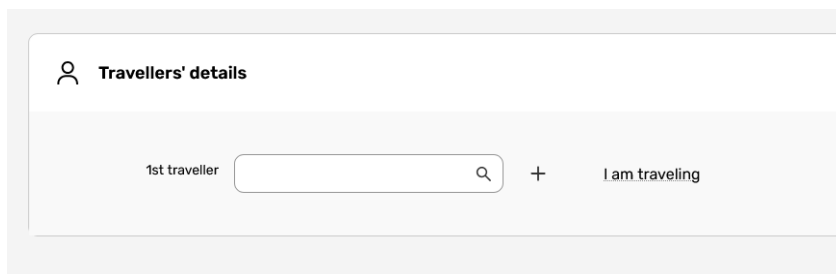 Travellers' details
1st traveller
I am traveling